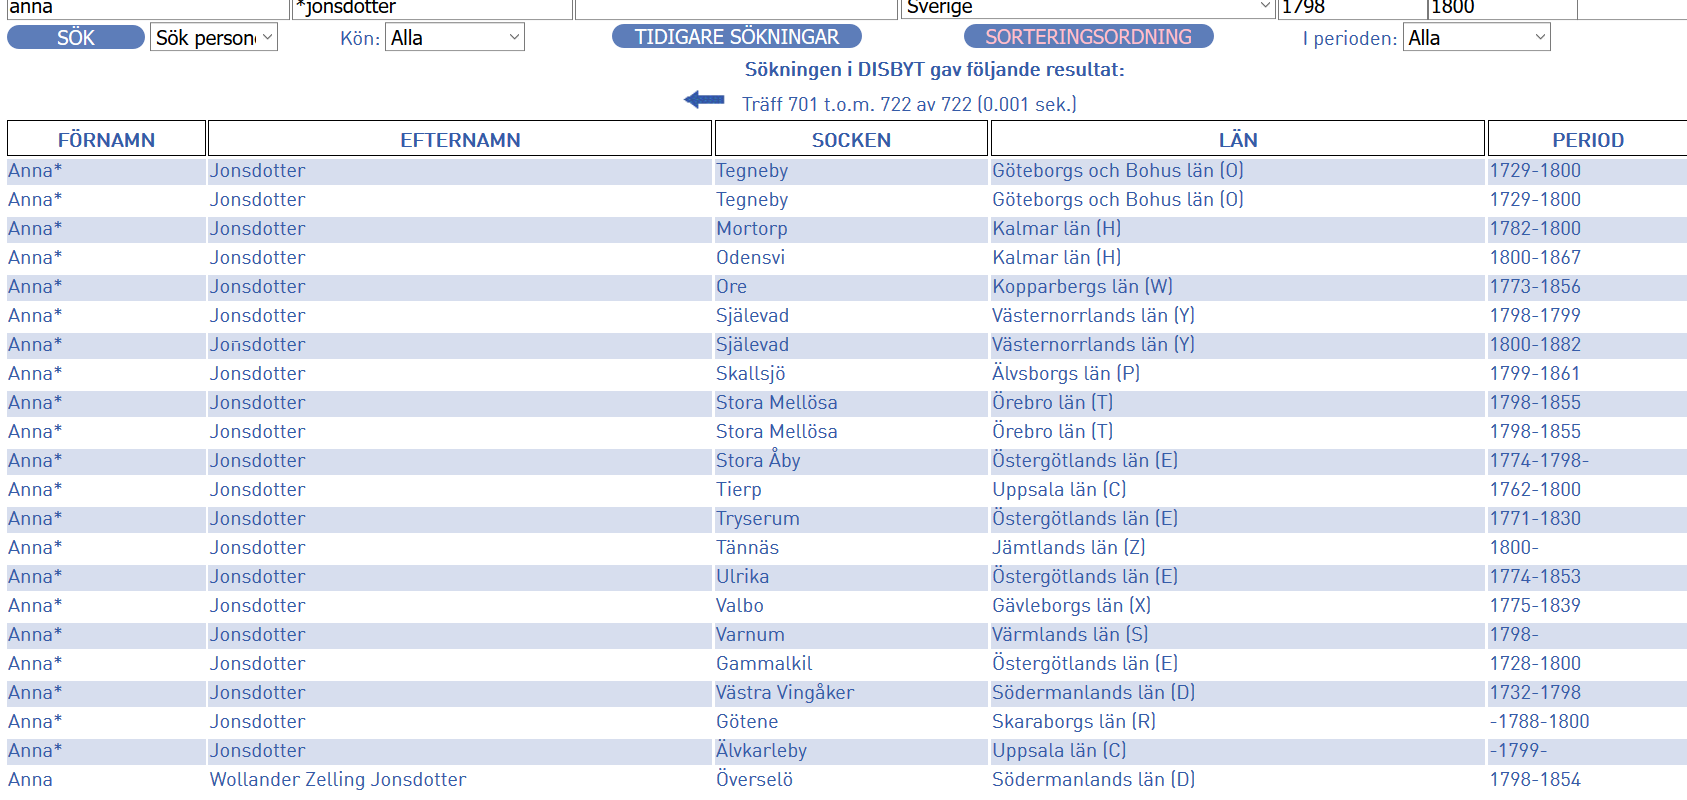 anna *jonsdotter Sverige 1798 1800
SÖK Sök person Kön: Alla TIDIGARE SÖKNINGAR SORTERINGSORDNING I perioden: Alla
Sökningen i DISBYT gav följande resultat:
Träff 701 t.o.m. 722 av 722 (0.001 sek.)
FÖRNAMN EFTERNAMN SOCKEN LÄN PERIOD
Anna* Jonsdotter Tegneby Göteborgs och Bohus län (O) 1729-1800
Anna* Jonsdotter Tegneby Göteborgs och Bohus län (O) 1729-1800
Anna* Jonsdotter Mortorp Kalmar län (H) 1782-1800
Anna* Jonsdotter Odensvi Kalmar län (H) 1800-1867
Anna* Jonsdotter Ore Kopparbergs län (W) 1773-1856
Anna* Jonsdotter Själevad Västernorrlands län (Y) 1798-1799
Anna* Jonsdotter Själevad Västernorrlands län (Y) 1800-1882
Anna* Jonsdotter Skallsjö Älvsborgs län (P) 1799-1861
Anna* Jonsdotter Stora Mellösa Örebro län (T) 1798-1855
Anna* Jonsdotter Stora Mellösa Örebro län (T) 1798-1855
Anna* Jonsdotter Stora Åby Östergötlands län (E) 1774-1798-
Anna* Jonsdotter Tierp Uppsala län (C) 1762-1800
Anna* Jonsdotter Tryserum Östergötlands län (E) 1771-1830
Anna* Jonsdotter Tännäs Jämtlands län (Z) 1800-
Anna* Jonsdotter Ulrika Östergötlands län (E) 1774-1853
Anna* Jonsdotter Valbo Gävleborgs län (X) 1775-1839
Anna* Jonsdotter Varnum Värmlands län (S) 1798-
Anna* Jonsdotter Gammalkil Östergötlands län (E) 1728-1800
Anna* Jonsdotter Västra Vingåker Södermanlands län (D) 1732-1798
Anna* Jonsdotter Götene Skaraborgs län (R) -1788-1800
Anna* Jonsdotter Älvkarleby Uppsala län (C) -1799-
Anna Wollander Zelling Jonsdotter Överselö Södermanlands län (D) 1798-1854